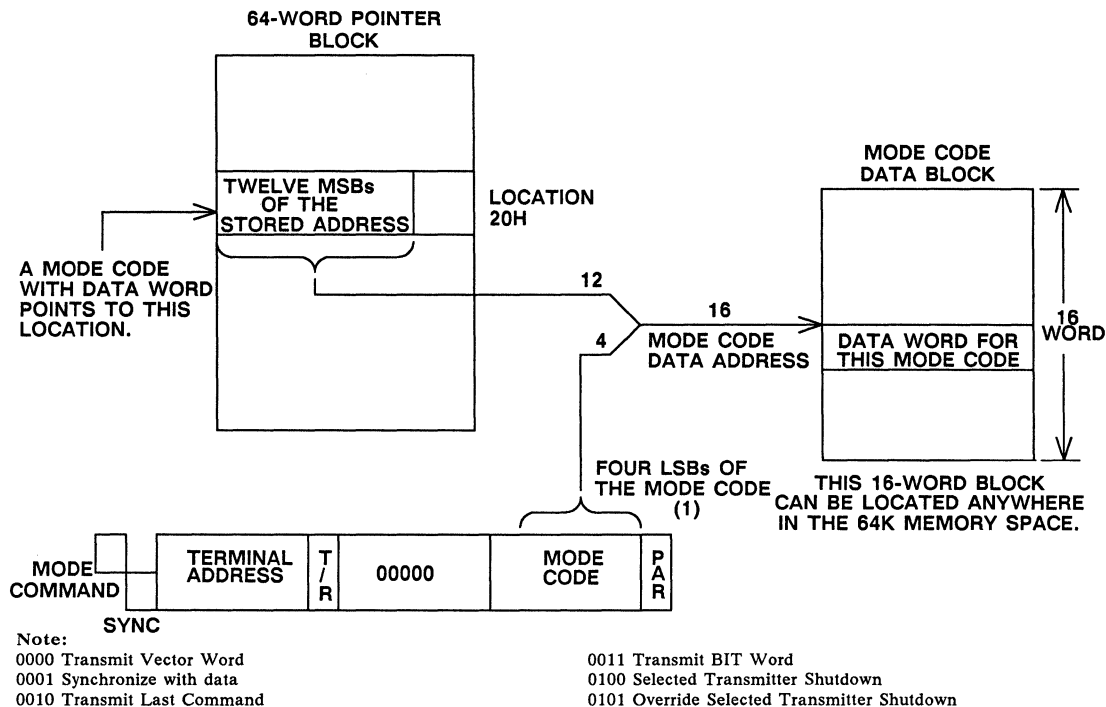 64-WORD POINTER
BLOCK
TWELVE MSBs
OF THE
STORED ADDRESS
LOCATION
20H
A MODE CODE
WITH DATA WORD
POINTS TO THIS
LOCATION.
12
4
16
MODE CODE
DATA ADDRESS
MODE CODE
DATA BLOCK
DATA WORD FOR
THIS MODE CODE
16
WORD
THIS 16-WORD BLOCK
CAN BE LOCATED ANYWHERE
IN THE 64K MEMORY SPACE.
FOUR LSBs OF
THE MODE CODE
(1)
MODE
COMMAND
SYNC
TERMINAL
ADDRESS
T/R
00000
MODE
CODE
PAR
Note:
0000 Transmit Vector Word
0001 Synchronize with data
0010 Transmit Last Command
0011 Transmit BIT Word
0100 Selected Transmitter Shutdown
0101 Override Selected Transmitter Shutdown